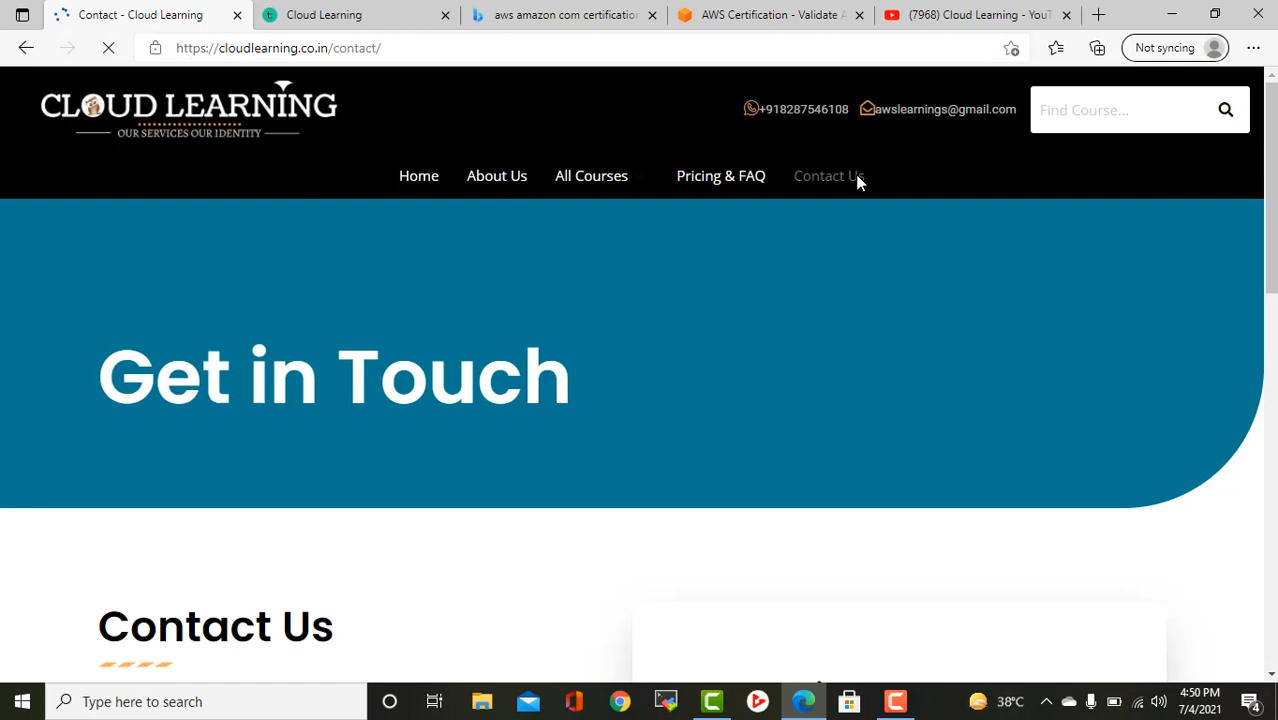 Contact - Cloud Learning
Cloud Learning
aws amazon com certification
AWS Certification - Validate A
(7968) Cloud Learning - YouT
https://cloudlearning.co.in/contact/
Not syncing
CLOUD LEARNING
OUR SERVICES OUR IDENTITY
+918287546108
awslearnings@gmail.com
Find Course...
Home
About Us
All Courses
Pricing & FAQ
Contact Us
Get in Touch
Contact Us
Type here to search
38°C
4:50 PM
7/4/2021
4